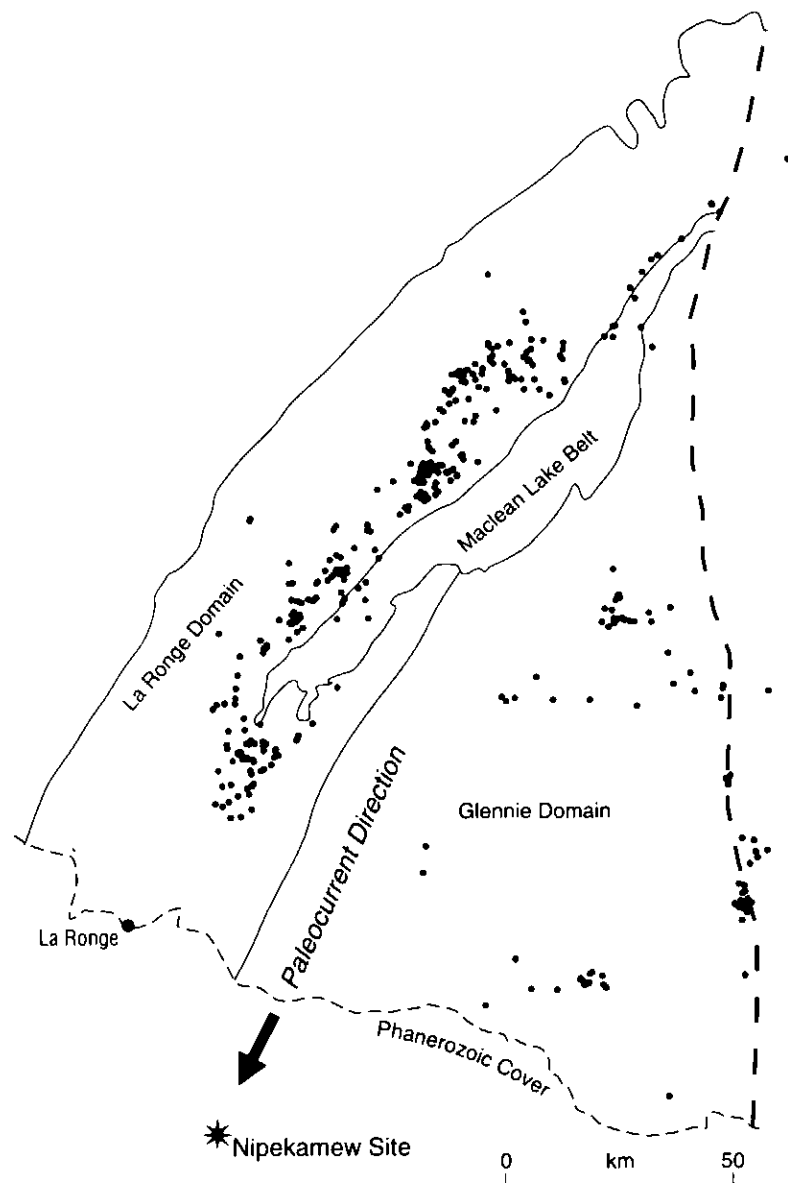 Maclean Lake Belt
La Ronge Domain
Paleocurrent Direction
Glennie Domain
La Ronge
Phanerozoic Cover
Nipekamew Site
0 km 50